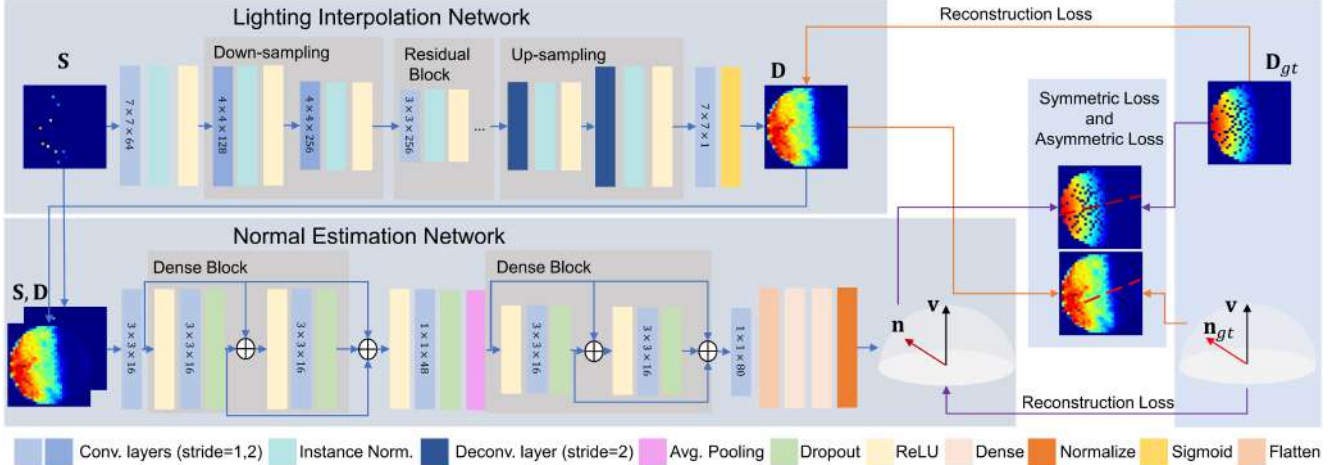 Lighting Interpolation Network
Reconstruction Loss
S
Down-sampling
Residual
Block
Up-sampling
D
D_gt
7×7×64
4×4×128
4×4×256
3×3×256
...
7×7×1
Symmetric Loss
and
Asymmetric Loss
Normal Estimation Network
Dense Block
Dense Block
S, D
3×3×16
3×3×16
3×3×16
1×1×48
3×3×16
3×3×16
1×1×80
n
v
v
n_gt
Reconstruction Loss
Conv. layers (stride=1,2)
Instance Norm.
Deconv. layer (stride=2)
Avg. Pooling
Dropout
ReLU
Dense
Normalize
Sigmoid
Flatten